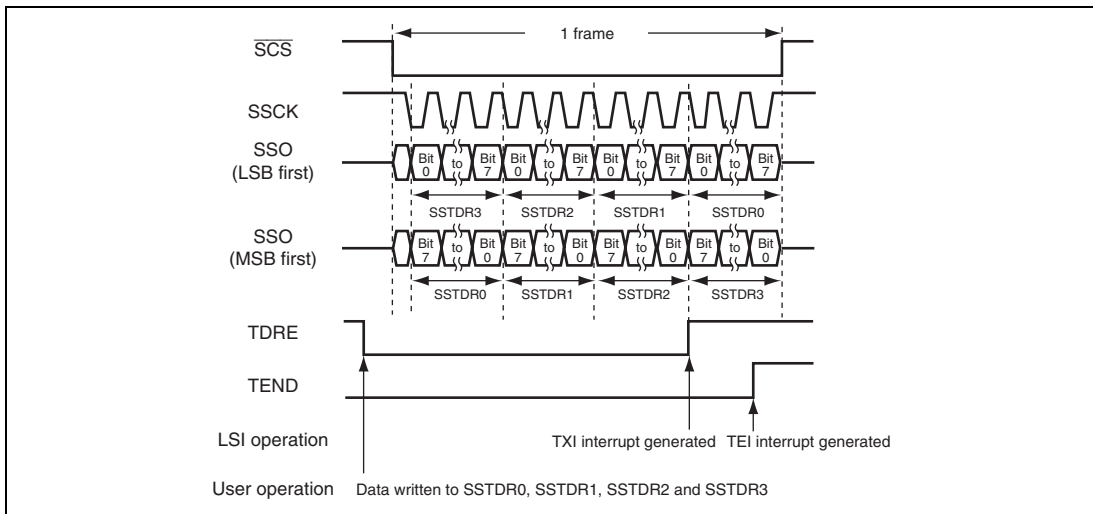 1 frame
SCS
SSCK
SSO
(LSB first)
Bit 0 to Bit 7 Bit 0 to Bit 7 Bit 0 to Bit 7 Bit 0 to Bit 7
SSTDR3 SSTDR2 SSTDR1 SSTDR0
SSO
(MSB first)
Bit 7 to Bit 0 Bit 7 to Bit 0 Bit 7 to Bit 0 Bit 7 to Bit 0
SSTDR0 SSTDR1 SSTDR2 SSTDR3
TDRE
TEND
LSI operation TXI interrupt generated TEI interrupt generated
User operation Data written to SSTDR0, SSTDR1, SSTDR2 and SSTDR3